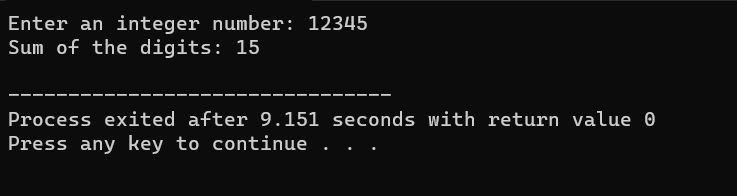 Enter an integer number: 12345
Sum of the digits: 15
--------------------------------
Process exited after 9.151 seconds with return value 0
Press any key to continue . . .